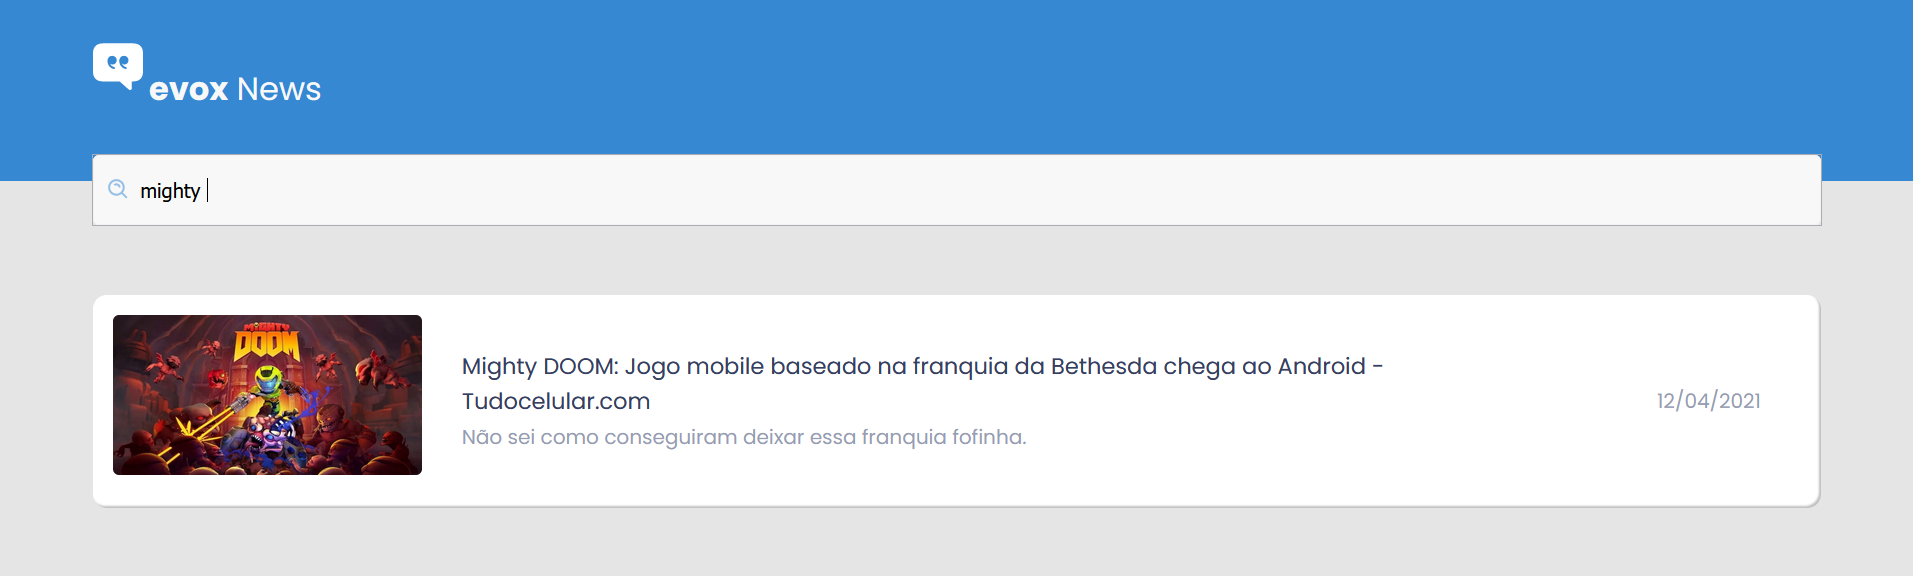 evox News
mighty
MIGHTY
DOOM
Mighty DOOM: Jogo mobile baseado na franquia da Bethesda chega ao Android -
Tudocelular.com
12/04/2021
Não sei como conseguiram deixar essa franquia fofinha.